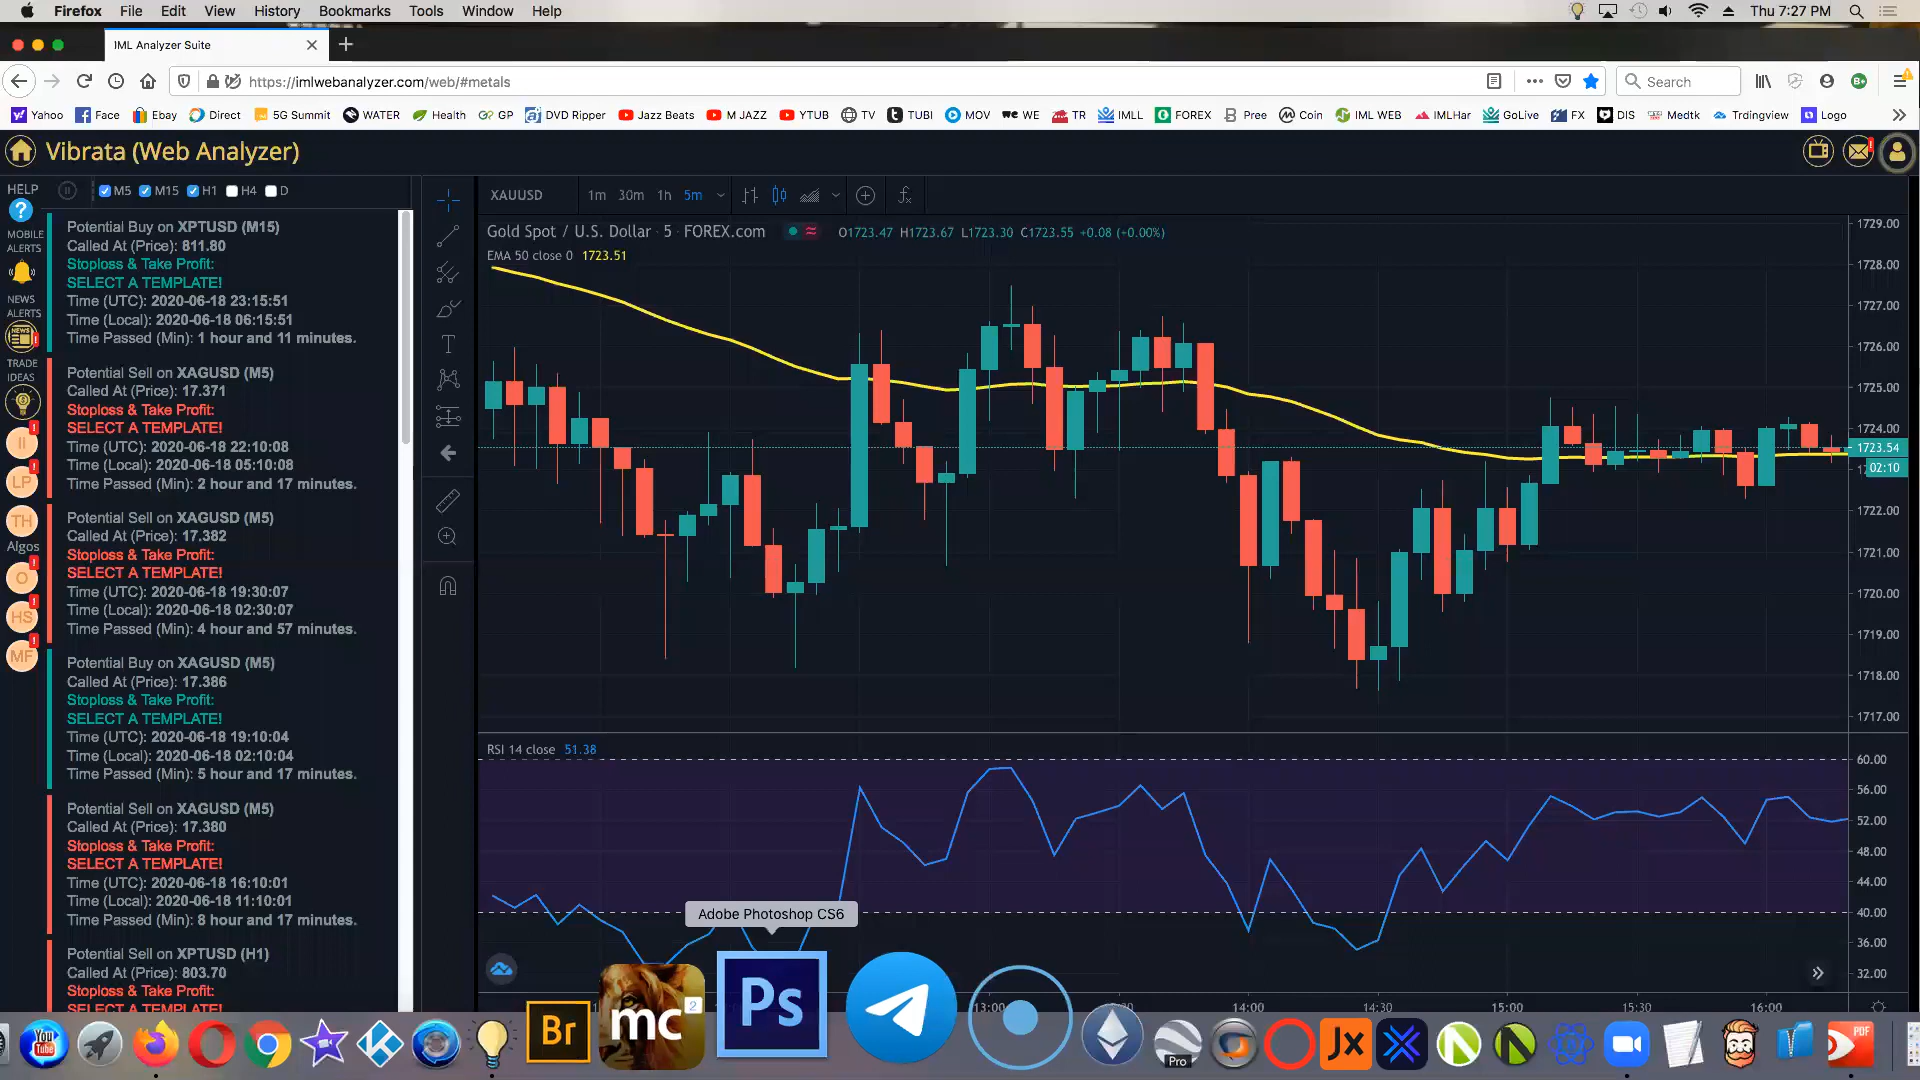 Firefox File Edit View History Bookmarks Tools Window Help Thu 7:27 PM
IML Analyzer Suite
https://imlwebanalyzer.com/web/#metals Search
Yahoo Face Ebay Direct 5G Summit WATER Health GP DVD Ripper Jazz Beats M JAZZ YTUB TV TUBI MOV WE TR IMLL FOREX Pree Coin IML WEB IMLHar GoLive FX DIS Medtk Trdingview Logo
Vibrata (Web Analyzer)
HELP M5 M15 H1 H4 D
MOBILE ALERTS
NEWS ALERTS
NEWS
TRADE IDEAS
II
LP
TH
Algos
O
HS
MF
Potential Buy on XPTUSD (M15)
Called At (Price): 811.80
Stoploss & Take Profit:
SELECT A TEMPLATE!
Time (UTC): 2020-06-18 23:15:51
Time (Local): 2020-06-18 06:15:51
Time Passed (Min): 1 hour and 11 minutes.
Potential Sell on XAGUSD (M5)
Called At (Price): 17.371
Stoploss & Take Profit:
SELECT A TEMPLATE!
Time (UTC): 2020-06-18 22:10:08
Time (Local): 2020-06-18 05:10:08
Time Passed (Min): 2 hour and 17 minutes.
Potential Sell on XAGUSD (M5)
Called At (Price): 17.382
Stoploss & Take Profit:
SELECT A TEMPLATE!
Time (UTC): 2020-06-18 19:30:07
Time (Local): 2020-06-18 02:30:07
Time Passed (Min): 4 hour and 57 minutes.
Potential Buy on XAGUSD (M5)
Called At (Price): 17.386
Stoploss & Take Profit:
SELECT A TEMPLATE!
Time (UTC): 2020-06-18 19:10:04
Time (Local): 2020-06-18 02:10:04
Time Passed (Min): 5 hour and 17 minutes.
Potential Sell on XAGUSD (M5)
Called At (Price): 17.380
Stoploss & Take Profit:
SELECT A TEMPLATE!
Time (UTC): 2020-06-18 16:10:01
Time (Local): 2020-06-18 11:10:01
Time Passed (Min): 8 hour and 17 minutes.
Potential Sell on XPTUSD (H1)
Called At (Price): 803.70
Stoploss & Take Profit:
SELECT A TEMPLATE!
XAUUSD 1m 30m 1h 5m
Gold Spot / U.S. Dollar · 5 · FOREX.com O1723.47 H1723.67 L1723.30 C1723.55 +0.08 (+0.00%)
EMA 50 close 0 1723.51
1729.00
1728.00
1727.00
1726.00
1725.00
1724.00
1723.54
02:10
1722.00
1721.00
1720.00
1719.00
1718.00
1717.00
RSI 14 close 51.38
60.00
56.00
52.00
48.00
44.00
40.00
36.00
32.00
13:00 14:00 14:30 15:00 15:30 16:00
Adobe Photoshop CS6
You Tube Br mc 2 Ps Pro Jx PDF